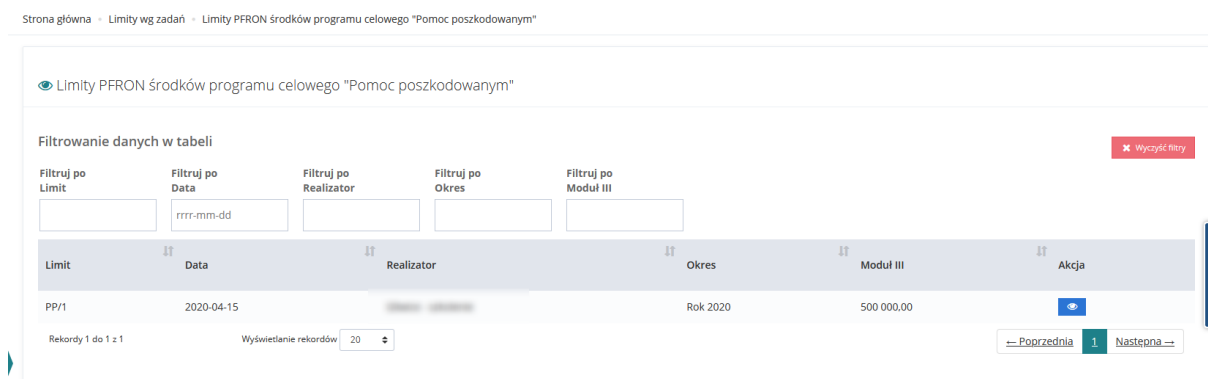 Strona główna Limity wg zadań Limity PFRON środków programu celowego "Pomoc poszkodowanym"
Limity PFRON środków programu celowego "Pomoc poszkodowanym"
Filtrowanie danych w tabeli
Wyczyść filtry
Filtruj po Limit
Filtruj po Data
Filtruj po Realizator
Filtruj po Okres
Filtruj po Moduł III
rrrr-mm-dd
Limit Data Realizator Okres Moduł III Akcja
PP/1 2020-04-15 Rok 2020 500 000,00
Rekordy 1 do 1 z 1 Wyświetlanie rekordów 20 ← Poprzednia 1 Następna →